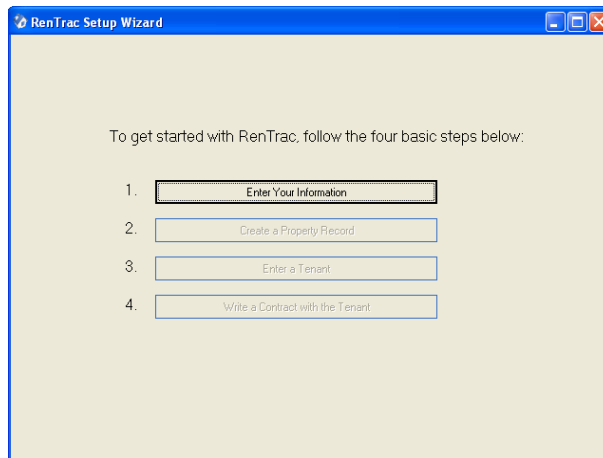 RenTrac Setup Wizard
To get started with RenTrac, follow the four basic steps below:
1. Enter Your Information
2. Create a Property Record
3. Enter a Tenant
4. Write a Contract with the Tenant